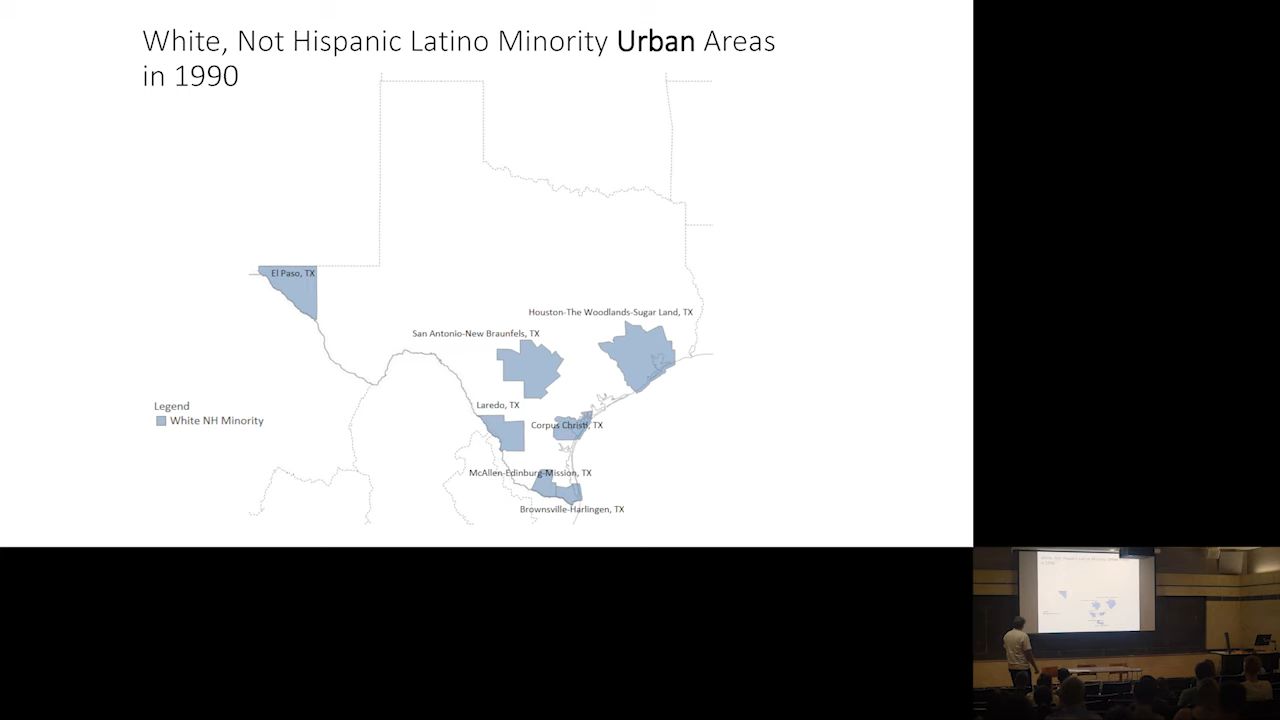 White, Not Hispanic Latino Minority Urban Areas
in 1990
El Paso, TX
Houston-The Woodlands-Sugar Land, TX
San Antonio-New Braunfels, TX
Laredo, TX
Legend
White NH Minority
Corpus Christi, TX
McAllen-Edinburg-Mission, TX
Brownsville-Harlingen, TX